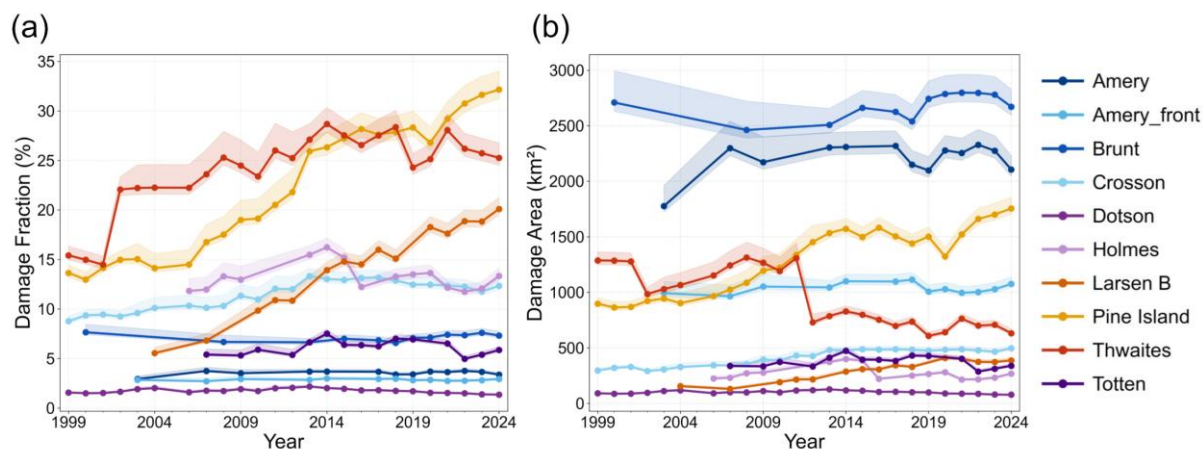 (a)
(b)
Damage Fraction (%)
35
30
25
20
15
10
5
0
1999
2004
2009
2014
2019
2024
Year
Damage Area (km²)
3000
2500
2000
1500
1000
500
0
1999
2004
2009
2014
2019
2024
Year
Amery
Amery_front
Brunt
Crosson
Dotson
Holmes
Larsen B
Pine Island
Thwaites
Totten